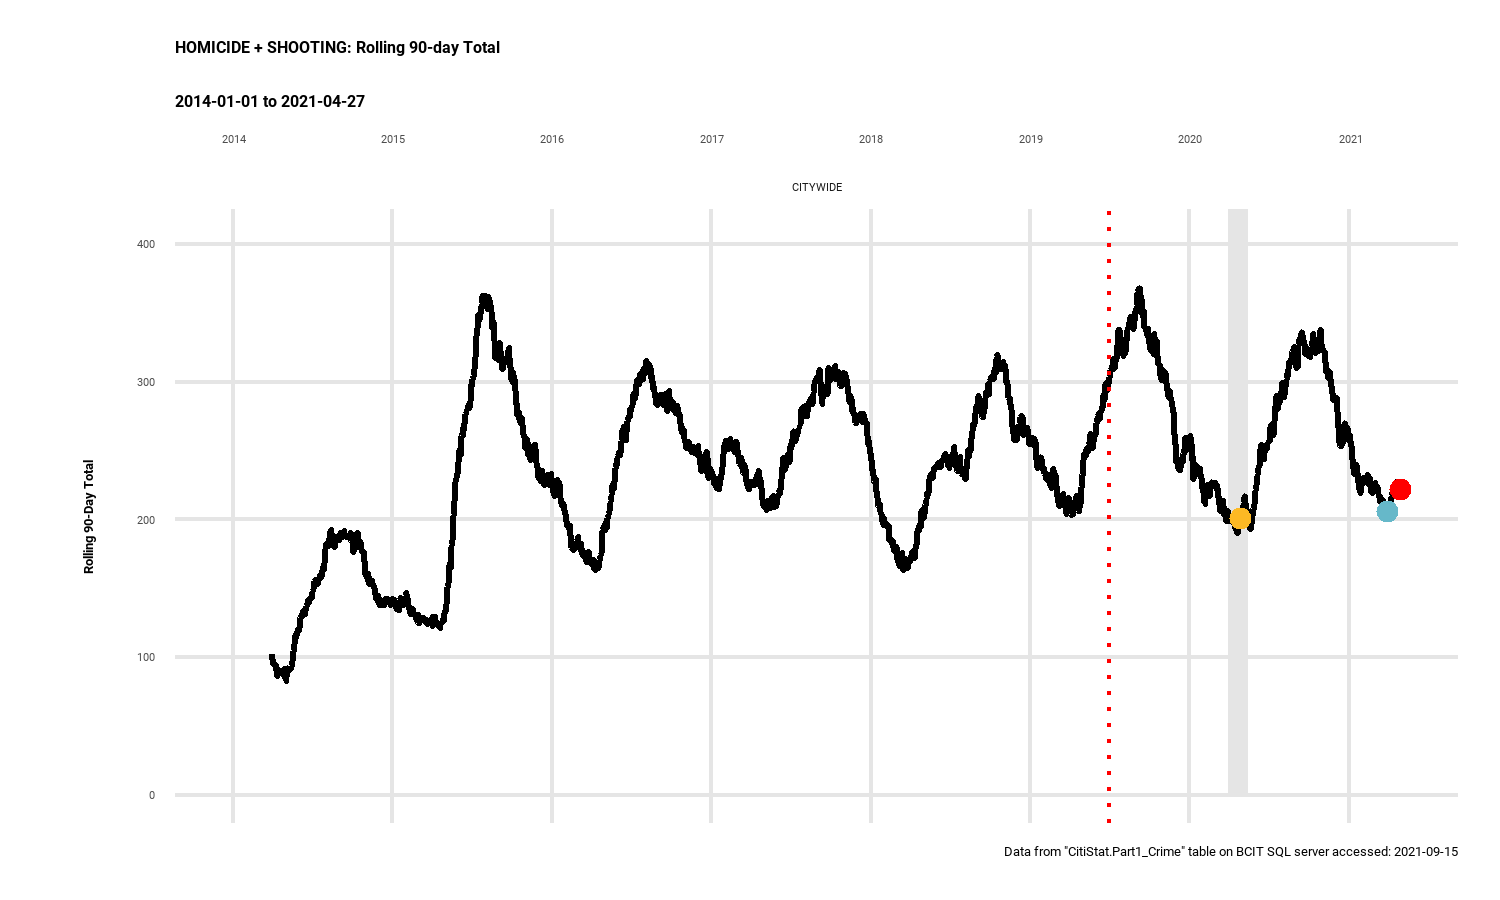 HOMICIDE + SHOOTING: Rolling 90-day Total
2014-01-01 to 2021-04-27
2014 2015 2016 2017 2018 2019 2020 2021
CITYWIDE
400
300
200
100
0
Rolling 90-Day Total
Data from "CitiStat.Part1_Crime" table on BCIT SQL server accessed: 2021-09-15